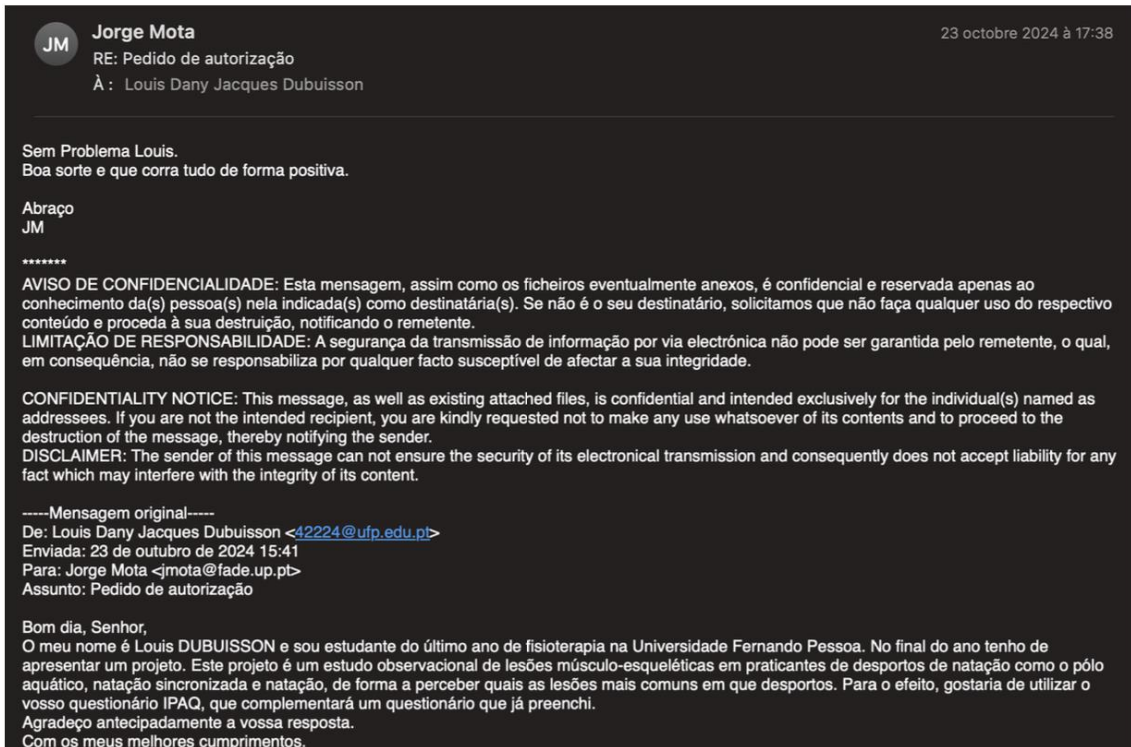 JM
Jorge Mota
23 octobre 2024 à 17:38
RE: Pedido de autorização
À : Louis Dany Jacques Dubuisson
Sem Problema Louis.
Boa sorte e que corra tudo de forma positiva.
Abraço
JM
*******
AVISO DE CONFIDENCIALIDADE: Esta mensagem, assim como os ficheiros eventualmente anexos, é confidencial e reservada apenas ao
conhecimento da(s) pessoa(s) nela indicada(s) como destinatária(s). Se não é o seu destinatário, solicitamos que não faça qualquer uso do respectivo
conteúdo e proceda à sua destruição, notificando o remetente.
LIMITAÇÃO DE RESPONSABILIDADE: A segurança da transmissão de informação por via electrónica não pode ser garantida pelo remetente, o qual,
em consequência, não se responsabiliza por qualquer facto susceptível de afectar a sua integridade.
CONFIDENTIALITY NOTICE: This message, as well as existing attached files, is confidential and intended exclusively for the individual(s) named as
addressees. If you are not the intended recipient, you are kindly requested not to make any use whatsoever of its contents and to proceed to the
destruction of the message, thereby notifying the sender.
DISCLAIMER: The sender of this message can not ensure the security of its electronical transmission and consequently does not accept liability for any
fact which may interfere with the integrity of its content.
-----Mensagem original-----
De: Louis Dany Jacques Dubuisson <42224@ufp.edu.pt>
Enviada: 23 de outubro de 2024 15:41
Para: Jorge Mota <jmota@fade.up.pt>
Assunto: Pedido de autorização
Bom dia, Senhor,
O meu nome é Louis DUBUISSON e sou estudante do último ano de fisioterapia na Universidade Fernando Pessoa. No final do ano tenho de
apresentar um projeto. Este projeto é um estudo observacional de lesões músculo-esqueléticas em praticantes de desportos de natação como o pólo
aquático, natação sincronizada e natação, de forma a perceber quais as lesões mais comuns em que desportos. Para o efeito, gostaria de utilizar o
vosso questionário IPAQ, que complementará um questionário que já preenchi.
Agradeço antecipadamente a vossa resposta.
Com os meus melhores cumprimentos.